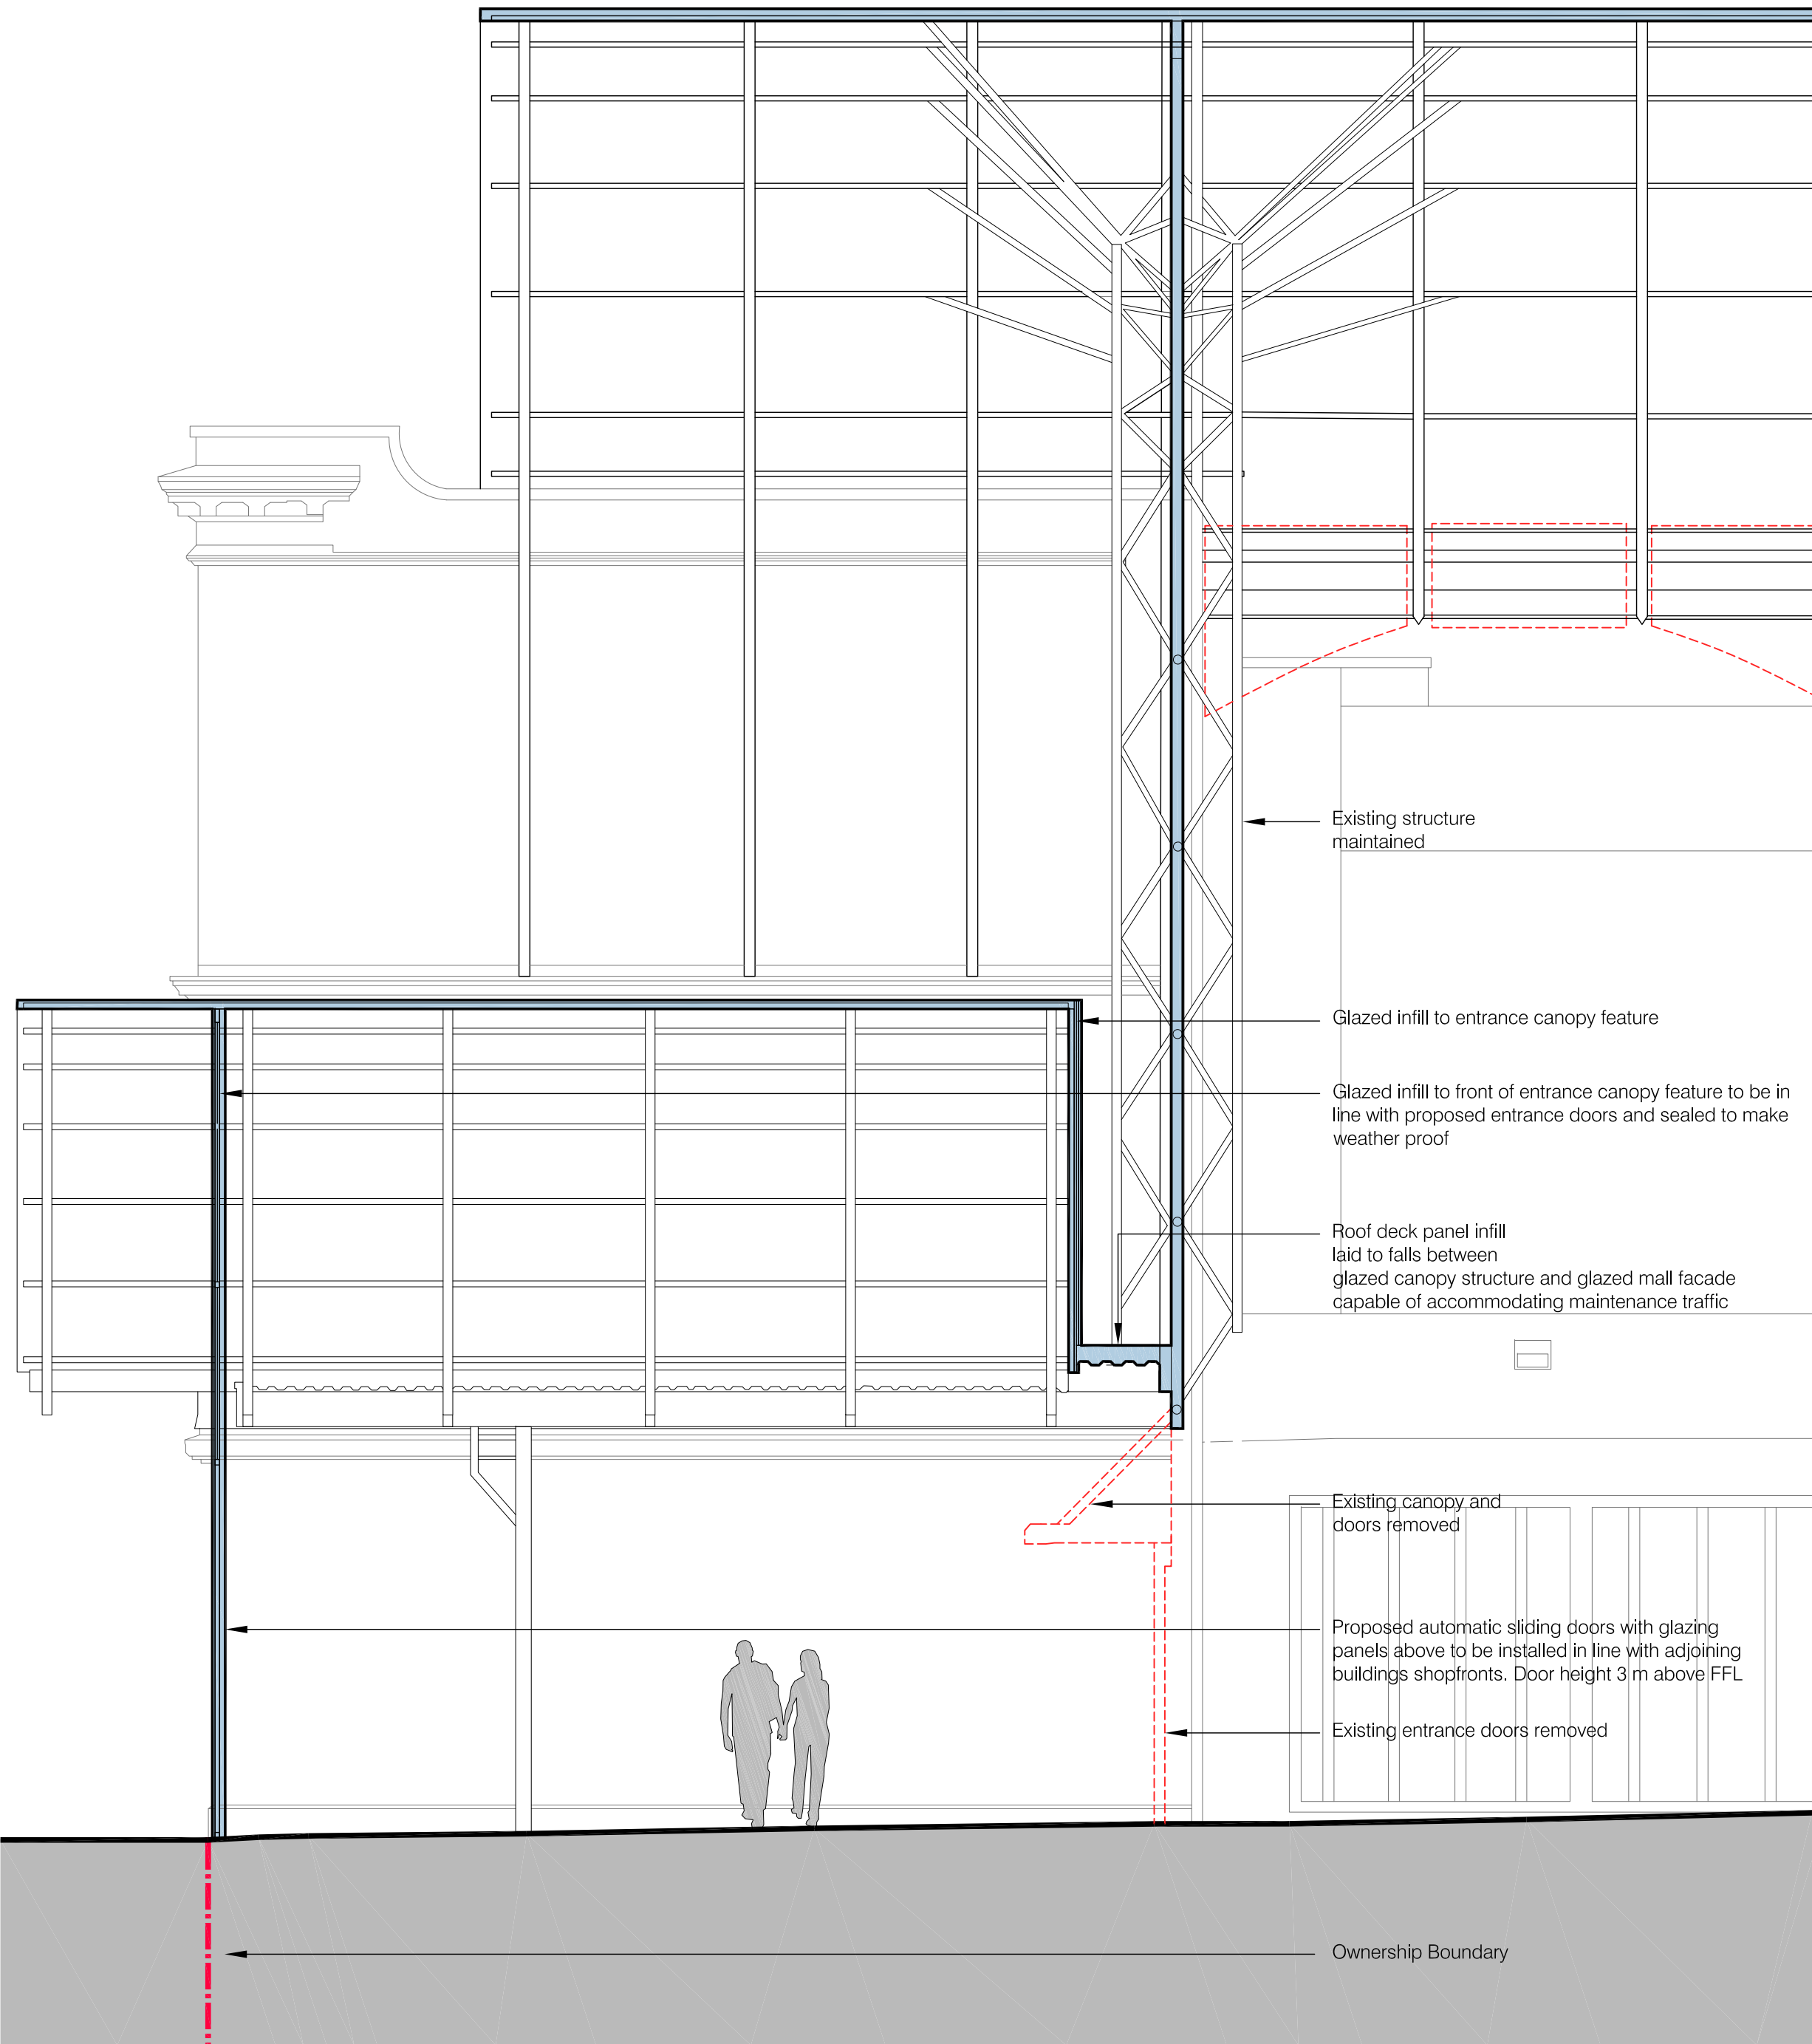 Existing structure
maintained
Glazed infill to entrance canopy feature
Glazed infill to front of entrance canopy feature to be in
line with proposed entrance doors and sealed to make
weather proof
Roof deck panel infill
laid to falls between
glazed canopy structure and glazed mall facade
capable of accommodating maintenance traffic
Existing canopy and
doors removed
Proposed automatic sliding doors with glazing
panels above to be installed in line with adjoining
buildings shopfronts. Door height 3 m above FFL
Existing entrance doors removed
Ownership Boundary